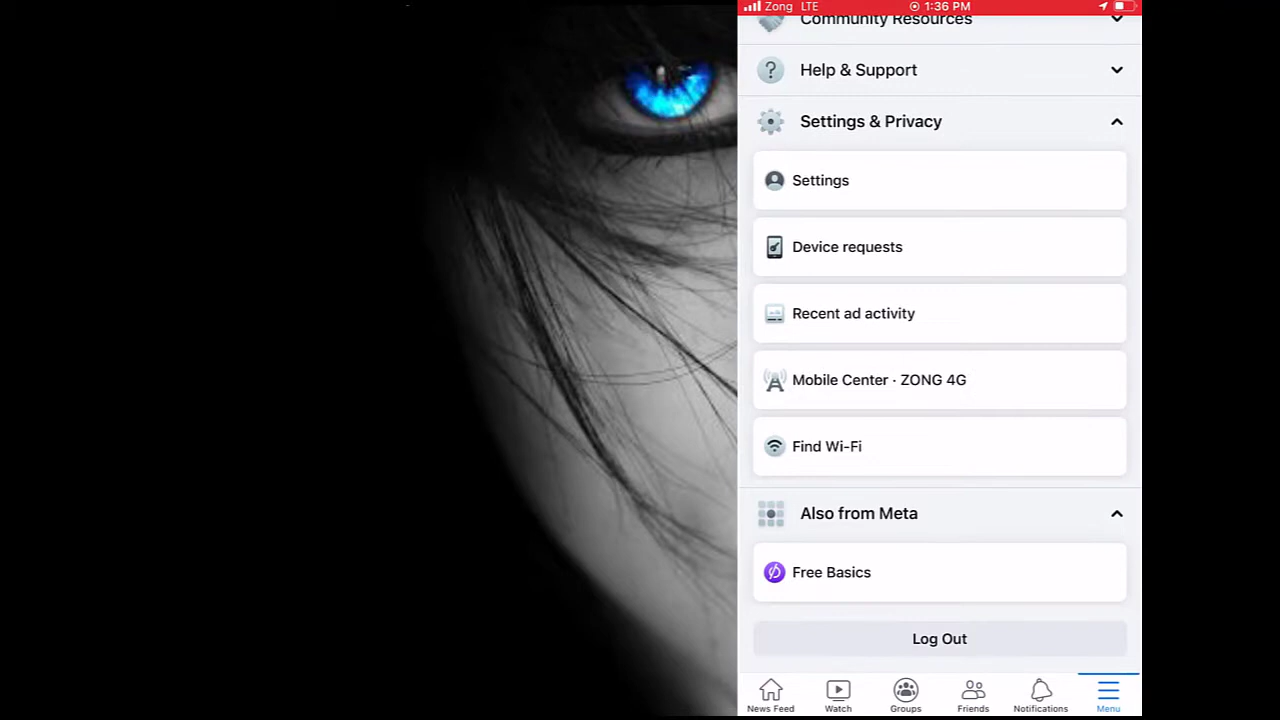 Zong LTE 1:36 PM
Community Resources
Help & Support
Settings & Privacy
Settings
Device requests
Recent ad activity
Mobile Center · ZONG 4G
Find Wi-Fi
Also from Meta
Free Basics
Log Out
News Feed Watch Groups Friends Notifications Menu